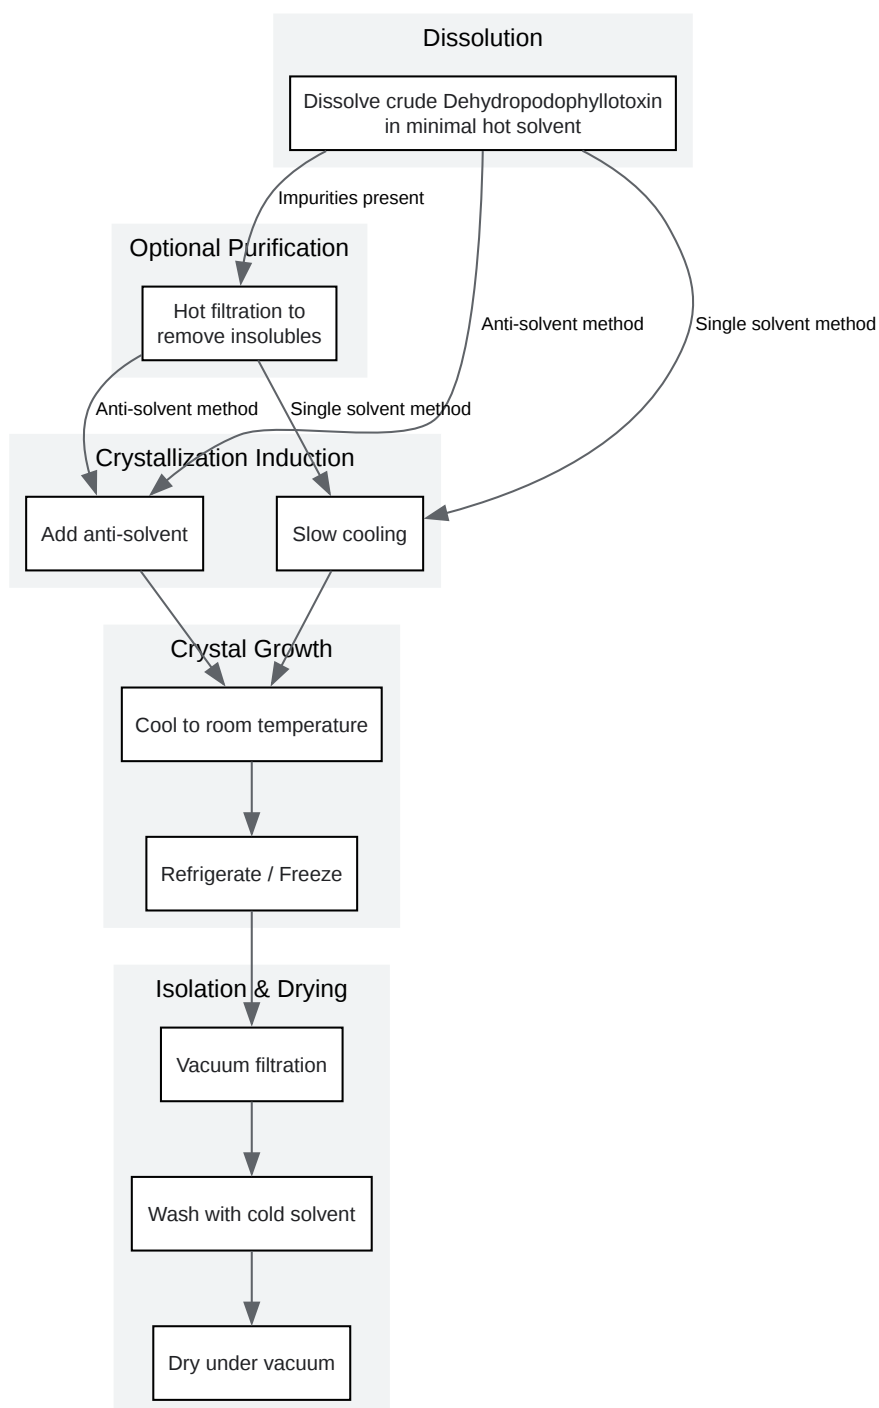 Dissolution
Dissolve crude Dehydropodophyllotoxin
in minimal hot solvent
Impurities present
Optional Purification
Hot filtration to
remove insolubles
Anti-solvent method
Single solvent method
Anti-solvent method
Single solvent method
Crystallization Induction
Add anti-solvent
Slow cooling
Crystal Growth
Cool to room temperature
Refrigerate / Freeze
Isolation & Drying
Vacuum filtration
Wash with cold solvent
Dry under vacuum